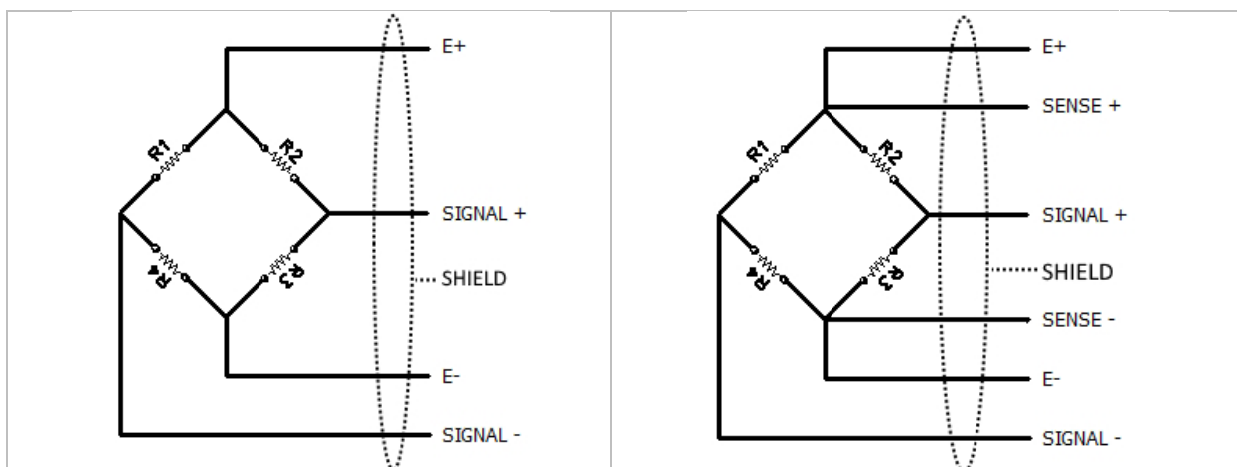 E+
R1
R2
SIGNAL +
R4
R3
SHIELD
E-
SIGNAL -
E+
SENSE +
R1
R2
SIGNAL +
R4
R3
SHIELD
SENSE -
E-
SIGNAL -